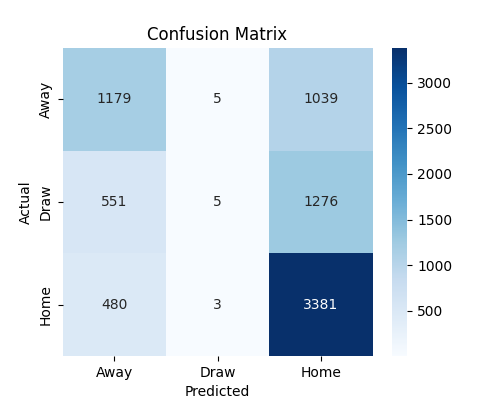 Confusion Matrix
Away 1179 5 1039
Draw 551 5 1276
Home 480 3 3381
Away Draw Home
Predicted
Actual
3000
2500
2000
1500
1000
500